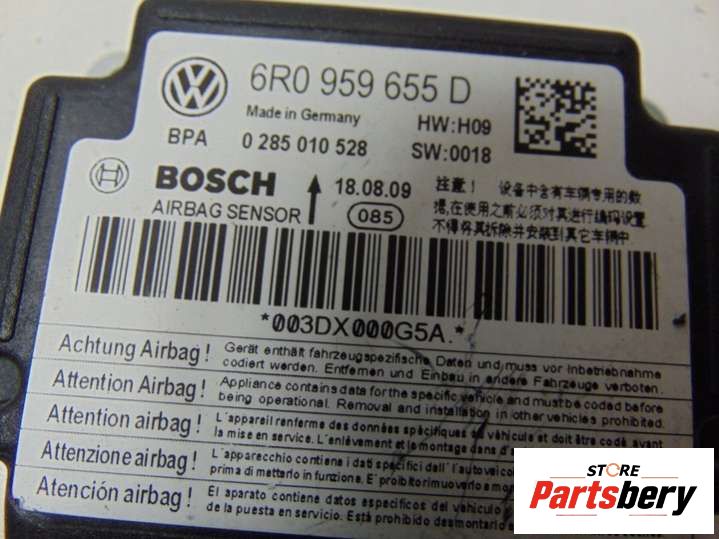 6R0 959 655 D
Made in Germany
HW:H09
BPA
0 285 010 528
SW:0018
BOSCH
18.08.09
AIRBAG SENSOR
085
注意! 设备中含有车辆专用的数
据,在使用之前必须对其进行编码设置
不得将其拆除并安装到其它车辆中
*003DX000G5A.*
Achtung Airbag!
Gerät enthält fahrzeugspezifische Daten und muss vor Inbetriebnahme
codiert werden. Entfernen und Einbau in andere Fahrzeuge verboten.
Attention Airbag!
Appliance contains data for the specific vehicle and must be coded before
being operational. Removal and installation in other vehicles prohibited.
Attention airbag!
L'appareil renferme des données spécifiques au véhicule et doit être codé avant
la mise en service. L'enlèvement et le montage dans d'
Attenzione airbag!
L'apparecchio contiene i dati specifici dell'autoveicol
prima di metterlo in funzione. E' proibito rimuoverlo e mo
Atención airbag!
El aparato contiene datos específicos del vehículo
de la puesta en servicio. Está prohibido desmontarlo e
STORE
Partsbery